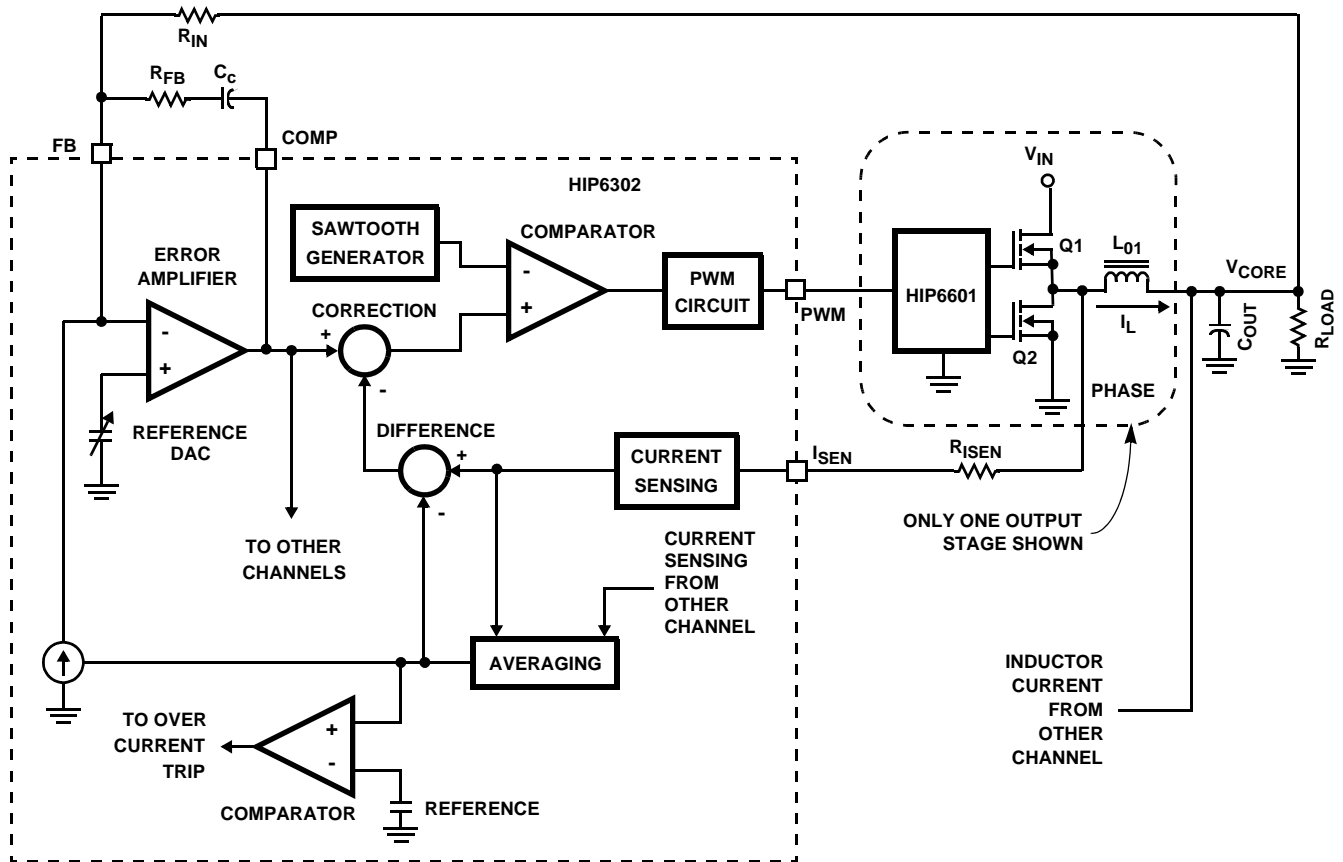 R_IN
R_FB
C_c
FB
COMP
HIP6302
V_IN
SAWTOOTH
GENERATOR
COMPARATOR
ERROR
AMPLIFIER
-
+
PWM
CIRCUIT
PWM
HIP6601
Q1
Q2
L_01
I_L
V_CORE
C_OUT
R_LOAD
PHASE
CORRECTION
+
-
-
+
REFERENCE
DAC
DIFFERENCE
+
-
CURRENT
SENSING
I_SEN
R_ISEN
ONLY ONE OUTPUT
STAGE SHOWN
TO OTHER
CHANNELS
CURRENT
SENSING
FROM
OTHER
CHANNEL
AVERAGING
INDUCTOR
CURRENT
FROM
OTHER
CHANNEL
TO OVER
CURRENT
TRIP
+
-
COMPARATOR
REFERENCE